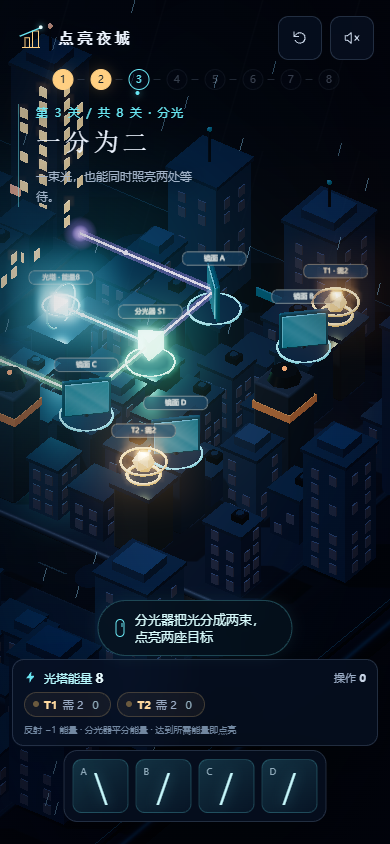 点亮夜城
1 2 3 4 5 6 7 8
第 3 关 / 共 8 关 · 分光
一分为二
一束光，也能同时照亮两处等
待。
镜面 A
T1 · 需2
光塔 · 能量8
镜面
分光器 S1
镜面 C
镜面 D
T2 · 需2
分光器把光分成两束，
点亮两座目标
光塔能量 8
操作 0
T1 需 2 0 T2 需 2 0
反射 −1 能量 · 分光器平分能量 · 达到所需能量即点亮
A B C D